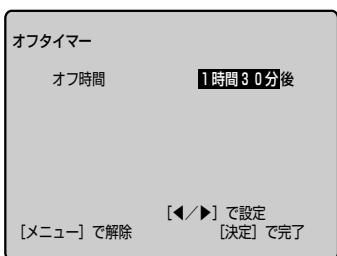 オフタイマー
オフ時間 1時間30分後
[◀/▶] で設定
[メニュー] で解除 [決定] で完了